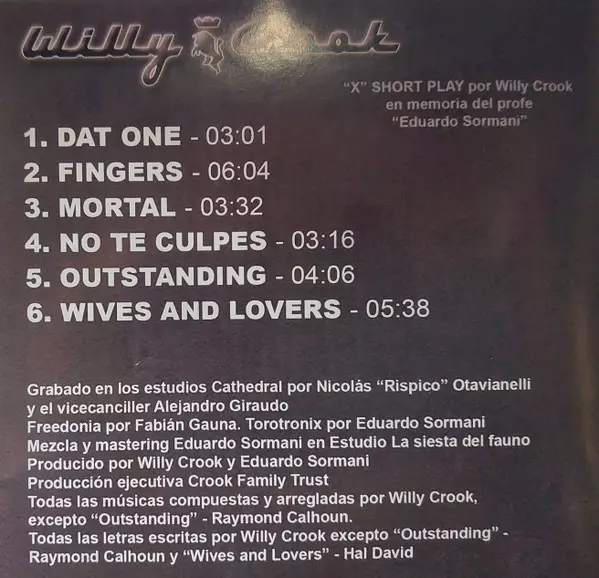 Willy Crook
"X" SHORT PLAY por Willy Crook
en memoria del profe
"Eduardo Sormani"
1. DAT ONE - 03:01
2. FINGERS - 06:04
3. MORTAL - 03:32
4. NO TE CULPES - 03:16
5. OUTSTANDING - 04:06
6. WIVES AND LOVERS - 05:38
Grabado en los estudios Cathedral por Nicolás "Rispico" Otavianelli
y el vicecanciller Alejandro Giraudo
Freedonia por Fabián Gauna. Torotronix por Eduardo Sormani
Mezcla y mastering Eduardo Sormani en Estudio La siesta del fauno
Producido por Willy Crook y Eduardo Sormani
Producción ejecutiva Crook Family Trust
Todas las músicas compuestas y arregladas por Willy Crook,
excepto "Outstanding" - Raymond Calhoun.
Todas las letras escritas por Willy Crook excepto "Outstanding" -
Raymond Calhoun y "Wives and Lovers" - Hal David